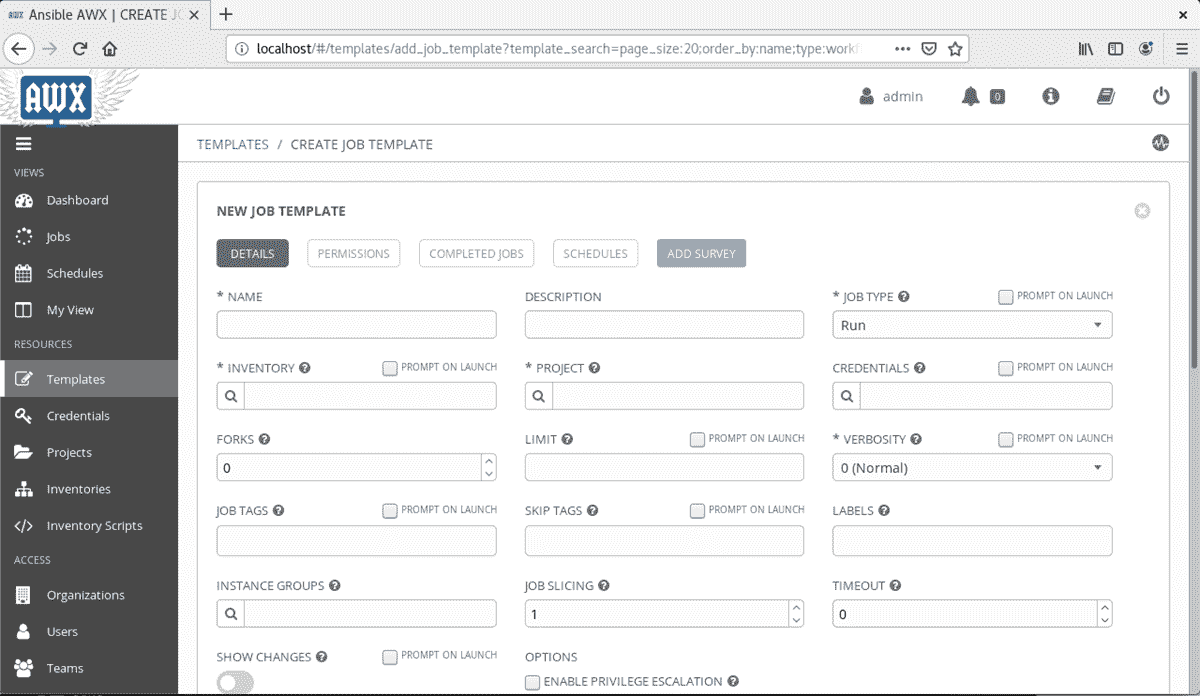 Ansible AWX | CREATE JO
localhost/#/templates/add_job_template?template_search=page_size:20;order_by:name;type:workf
AWX
admin
0
TEMPLATES / CREATE JOB TEMPLATE
VIEWS
Dashboard
Jobs
Schedules
My View
RESOURCES
Templates
Credentials
Projects
Inventories
Inventory Scripts
ACCESS
Organizations
Users
Teams
NEW JOB TEMPLATE
DETAILS PERMISSIONS COMPLETED JOBS SCHEDULES ADD SURVEY
* NAME DESCRIPTION * JOB TYPE PROMPT ON LAUNCH
Run
* INVENTORY PROMPT ON LAUNCH * PROJECT CREDENTIALS PROMPT ON LAUNCH
FORKS LIMIT PROMPT ON LAUNCH * VERBOSITY PROMPT ON LAUNCH
0 0 (Normal)
JOB TAGS PROMPT ON LAUNCH SKIP TAGS PROMPT ON LAUNCH LABELS
INSTANCE GROUPS JOB SLICING TIMEOUT
1 0
SHOW CHANGES PROMPT ON LAUNCH OPTIONS
ENABLE PRIVILEGE ESCALATION